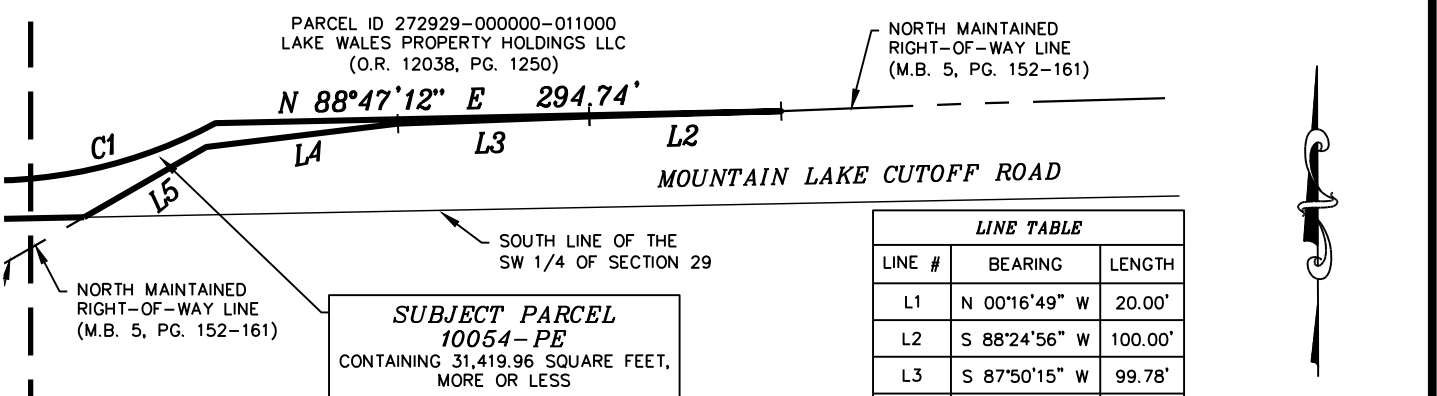 PARCEL ID 272929-000000-011000
LAKE WALES PROPERTY HOLDINGS LLC
(O.R. 12038, PG. 1250)
NORTH MAINTAINED
RIGHT-OF-WAY LINE
(M.B. 5, PG. 152-161)
N 88°47'12" E 294.74'
C1
L4
L3
L2
L5
MOUNTAIN LAKE CUTOFF ROAD
SOUTH LINE OF THE
SW 1/4 OF SECTION 29
NORTH MAINTAINED
RIGHT-OF-WAY LINE
(M.B. 5, PG. 152-161)
SUBJECT PARCEL
10054-PE
CONTAINING 31,419.96 SQUARE FEET,
MORE OR LESS
LINE TABLE
LINE # BEARING LENGTH
L1 N 00°16'49" W 20.00'
L2 S 88°24'56" W 100.00'
L3 S 87°50'15" W 99.78'